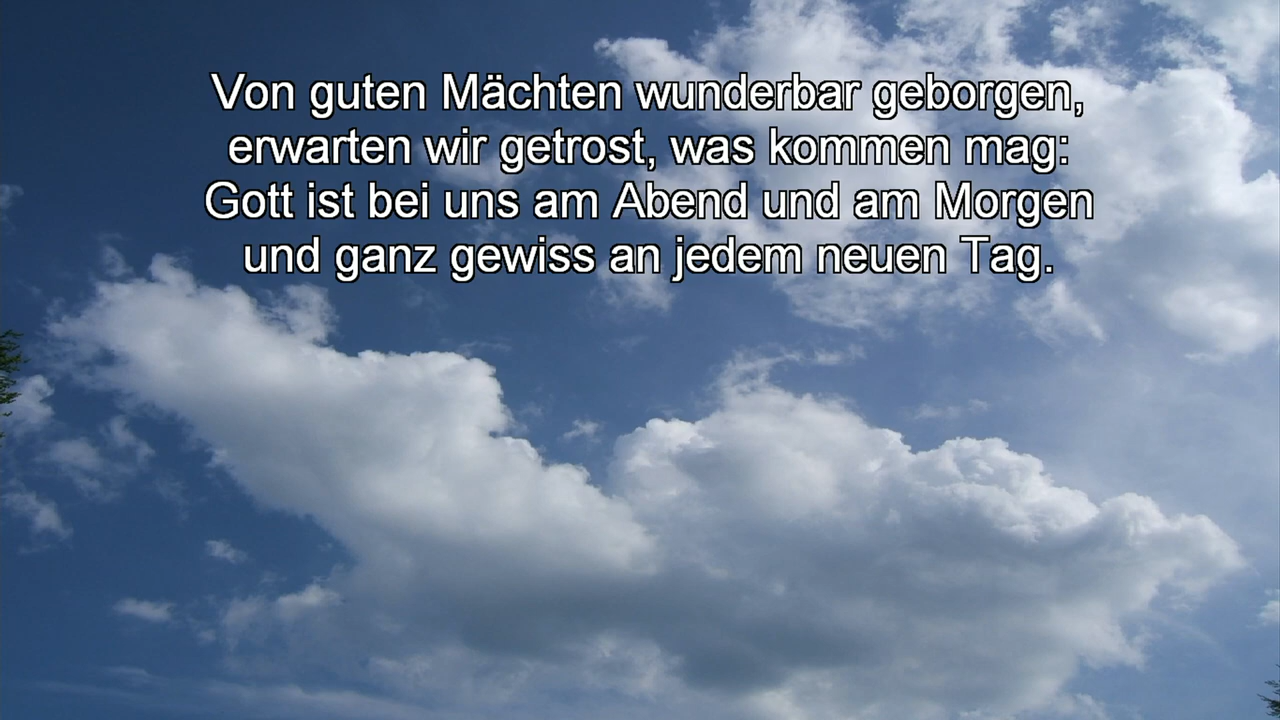 Von guten Mächten wunderbar geborgen,
erwarten wir getrost, was kommen mag:
Gott ist bei uns am Abend und am Morgen
und ganz gewiss an jedem neuen Tag.